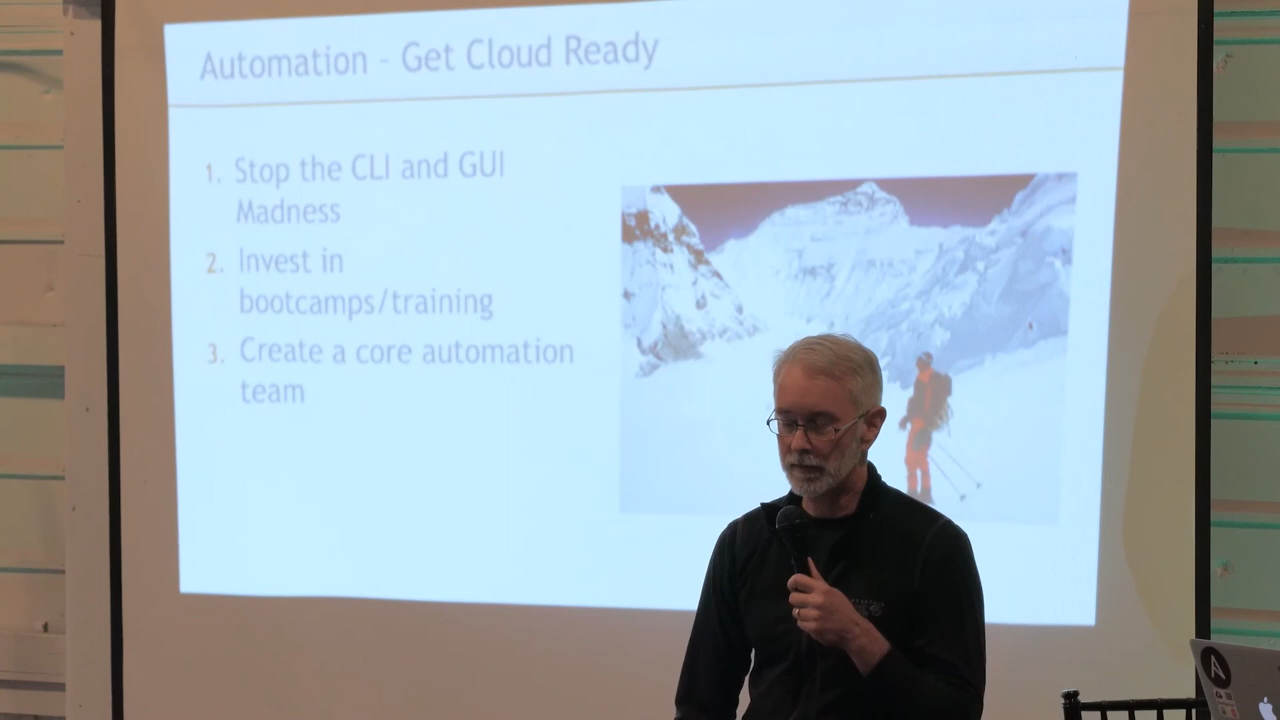 Automation - Get Cloud Ready
1. Stop the CLI and GUI
Madness
2. Invest in
bootcamps/training
3. Create a core automation
team